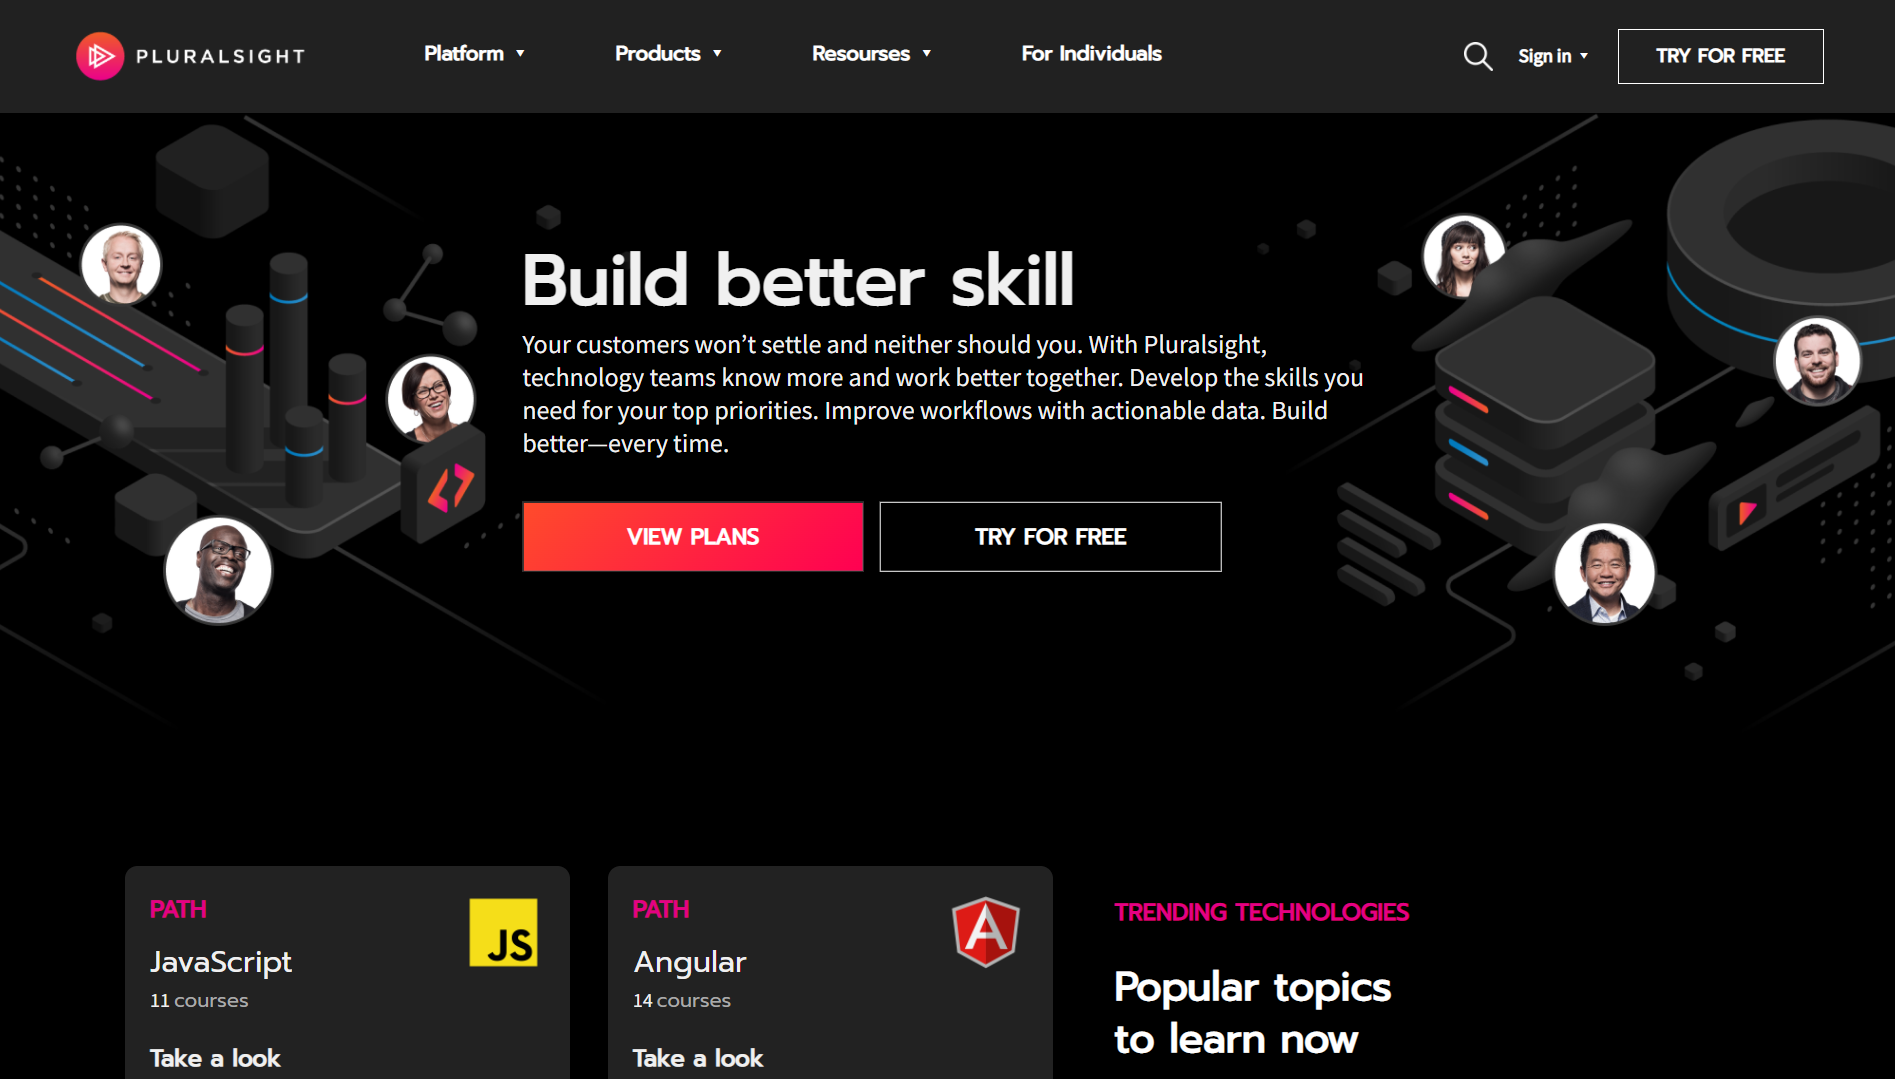 PLURALSIGHT
Platform
Products
Resourses
For Individuals
Sign in
TRY FOR FREE
Build better skill
Your customers won’t settle and neither should you. With Pluralsight,
technology teams know more and work better together. Develop the skills you
need for your top priorities. Improve workflows with actionable data. Build
better—every time.
VIEW PLANS
TRY FOR FREE
PATH
JS
JavaScript
11 courses
Take a look
PATH
A
Angular
14 courses
Take a look
TRENDING TECHNOLOGIES
Popular topics
to learn now